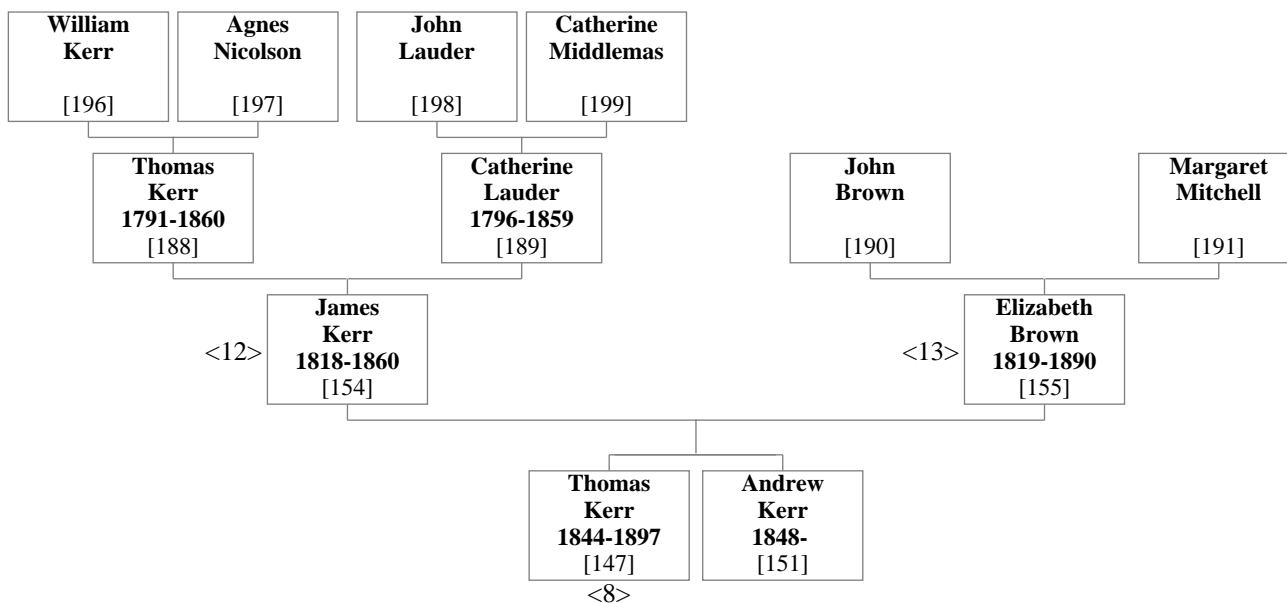 William
Kerr
[196]
Agnes
Nicolson
[197]
John
Lauder
[198]
Catherine
Middlemas
[199]
Thomas
Kerr
1791-1860
[188]
Catherine
Lauder
1796-1859
[189]
John
Brown
[190]
Margaret
Mitchell
[191]
<12>
James
Kerr
1818-1860
[154]
<13>
Elizabeth
Brown
1819-1890
[155]
Thomas
Kerr
1844-1897
[147]
<8>
Andrew
Kerr
1848-
[151]